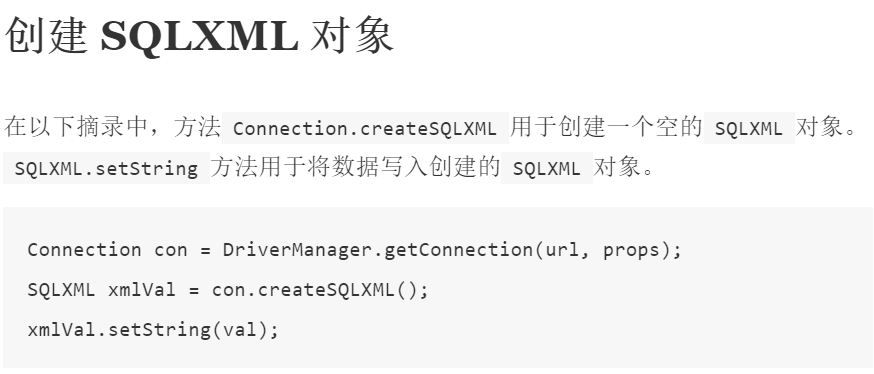 创建 SQLXML 对象
在以下摘录中，方法 Connection.createSQLXML 用于创建一个空的 SQLXML 对象。
SQLXML.setString 方法用于将数据写入创建的 SQLXML 对象。
Connection con = DriverManager.getConnection(url, props);
SQLXML xmlVal = con.createSQLXML();
xmlVal.setString(val);